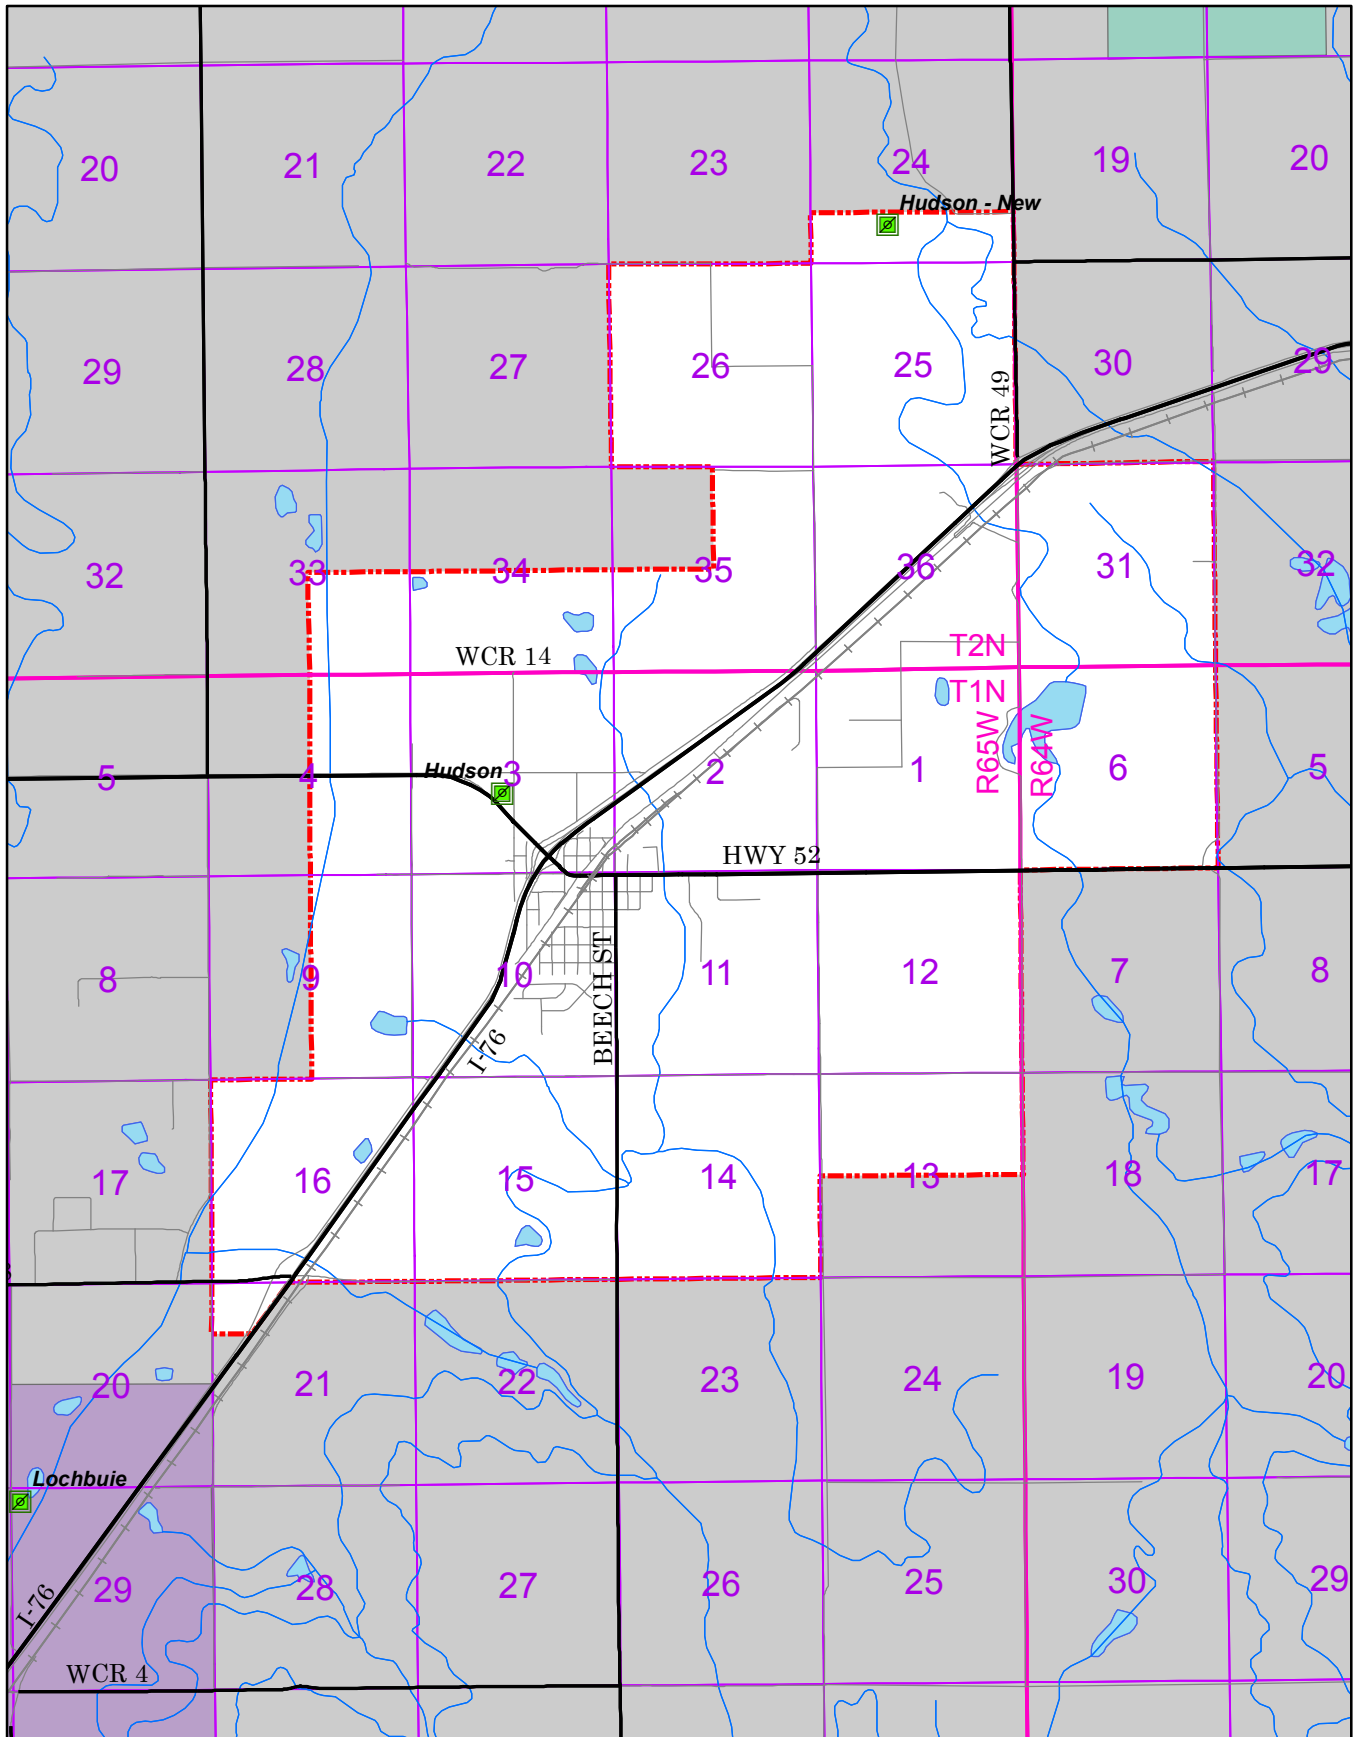 20 21 22 23 24 19 20
Hudson - New
29 28 27 26 25 30 29
WCR 49
32 33 34 35 36 31 32
WCR 14 T2N
T1N
R65W R64W
5 4 Hudson 3 2 1 6 5
HWY 52
8 9 10 11 12 7 8
BEECH ST
I-76
17 16 15 14 13 18 17
20 21 22 23 24 19 20
Lochbuie
29 28 27 26 25 30 29
I-76
WCR 4